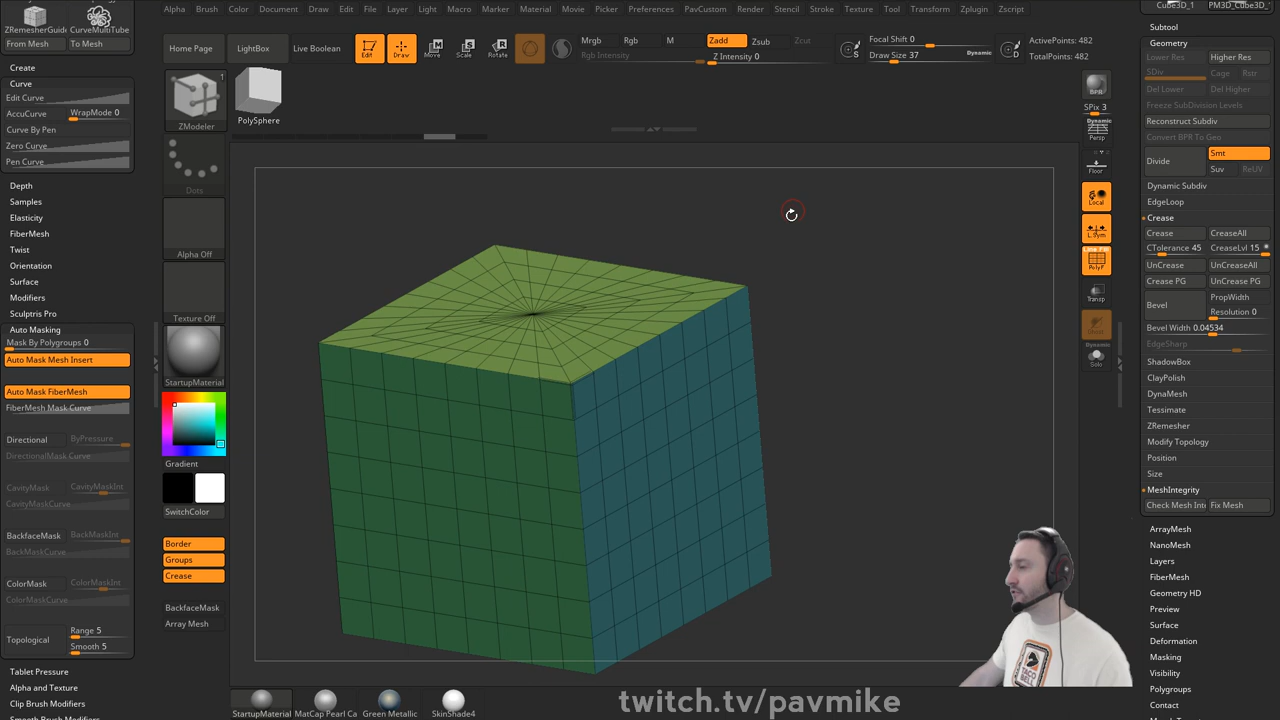 Alpha Brush Color Document Draw Edit File Layer Light Macro Marker Material Movie Picker Preferences PavCustom Render Stencil Stroke Texture Tool Transform Zplugin Zscript
ZRemesherGuide CurveMultiTube
From Mesh To Mesh
Create
Curve
Edit Curve
AccuCurve WrapMode 0
Curve By Pen
Zero Curve
Pen Curve
Depth
Samples
Elasticity
FiberMesh
Twist
Orientation
Surface
Modifiers
Sculptris Pro
Auto Masking
Mask By Polygroups 0
Auto Mask Mesh Insert
Auto Mask FiberMesh
FiberMesh Mask Curve
Directional ByPressure
DirectionalMask Curve
CavityMask CavityMaskInt
CavityMaskCurve
BackfaceMask BackMaskInt
BackMaskCurve
ColorMask ColorMaskInt
ColorMaskCurve
Topological Range 5
Smooth 5
Tablet Pressure
Alpha and Texture
Clip Brush Modifiers
Smooth Brush Modifiers
Home Page LightBox Live Boolean
Edit Draw Move Scale Rotate
Mrgb Rgb M
Rgb Intensity
Zadd Zsub Zcut
Z Intensity 0
S
Focal Shift 0
Draw Size 37 Dynamic
D
ActivePoints: 482
TotalPoints: 482
1
ZModeler
PolySphere
Dots
Alpha Off
Texture Off
StartupMaterial
Gradient
SwitchColor
Border
Groups
Crease
BackfaceMask
Array Mesh
BPR
SPix 3
Dynamic
Persp
Floor
Local
L.Sym
Line Fill
PolyF
Transp
Ghost
Dynamic
Solo
Cube3D_1 PM3D_Cube3D_
Subtool
Geometry
Lower Res Higher Res
SDiv Cage Rstr
Del Lower Del Higher
Freeze SubDivision Levels
Reconstruct Subdiv
Convert BPR To Geo
Divide Smt
Suv ReUV
Dynamic Subdiv
EdgeLoop
Crease
Crease CreaseAll
CTolerance 45 CreaseLvl 15
UnCrease UnCreaseAll
Crease PG UnCrease PG
Bevel PropWidth
Resolution 0
Bevel Width 0.04534
EdgeSharp
ShadowBox
ClayPolish
DynaMesh
Tessimate
ZRemesher
Modify Topology
Position
Size
MeshIntegrity
Check Mesh Int Fix Mesh
ArrayMesh
NanoMesh
Layers
FiberMesh
Geometry HD
Preview
Surface
Deformation
Masking
Visibility
Polygroups
Contact
StartupMaterial MatCap Pearl Ca Green Metallic SkinShade4
twitch.tv/pavmike